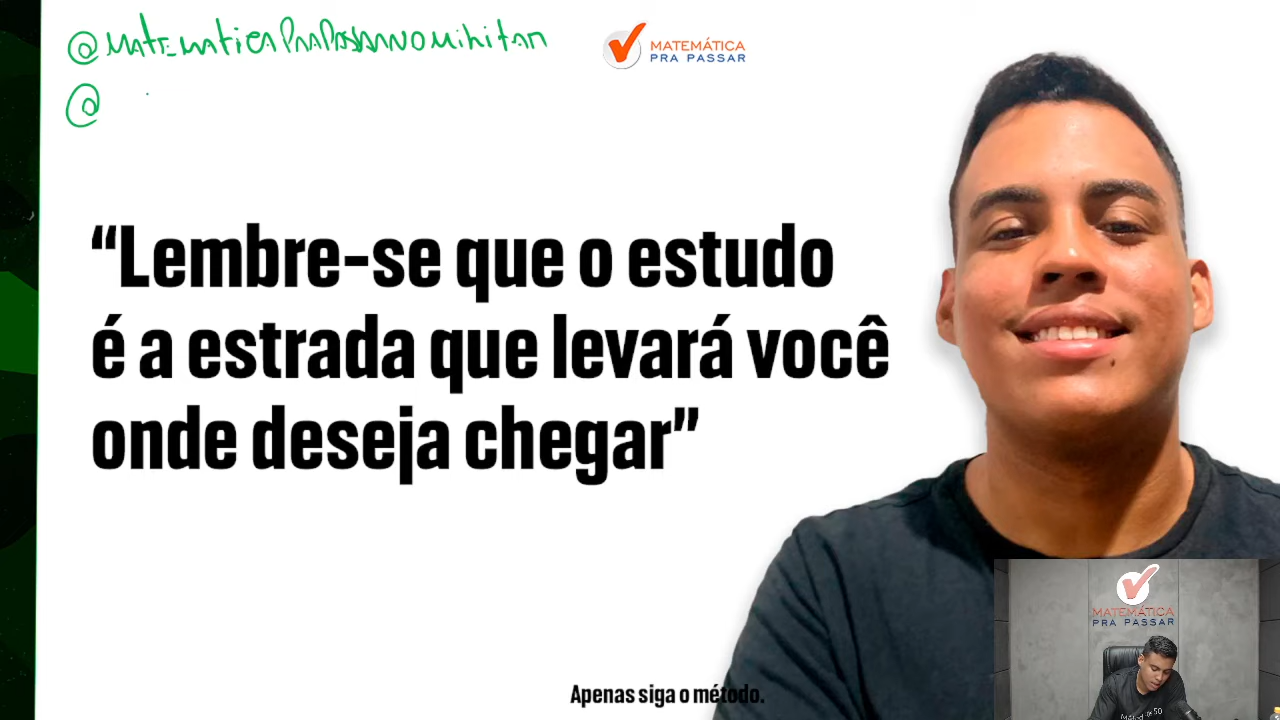 @MatematicaPraPassarnoMilitar
MATEMÁTICA
PRA PASSAR
@
“Lembre-se que o estudo
é a estrada que levará você
onde deseja chegar”
MATEMÁTICA
PRA PASSAR
Apenas siga o método.